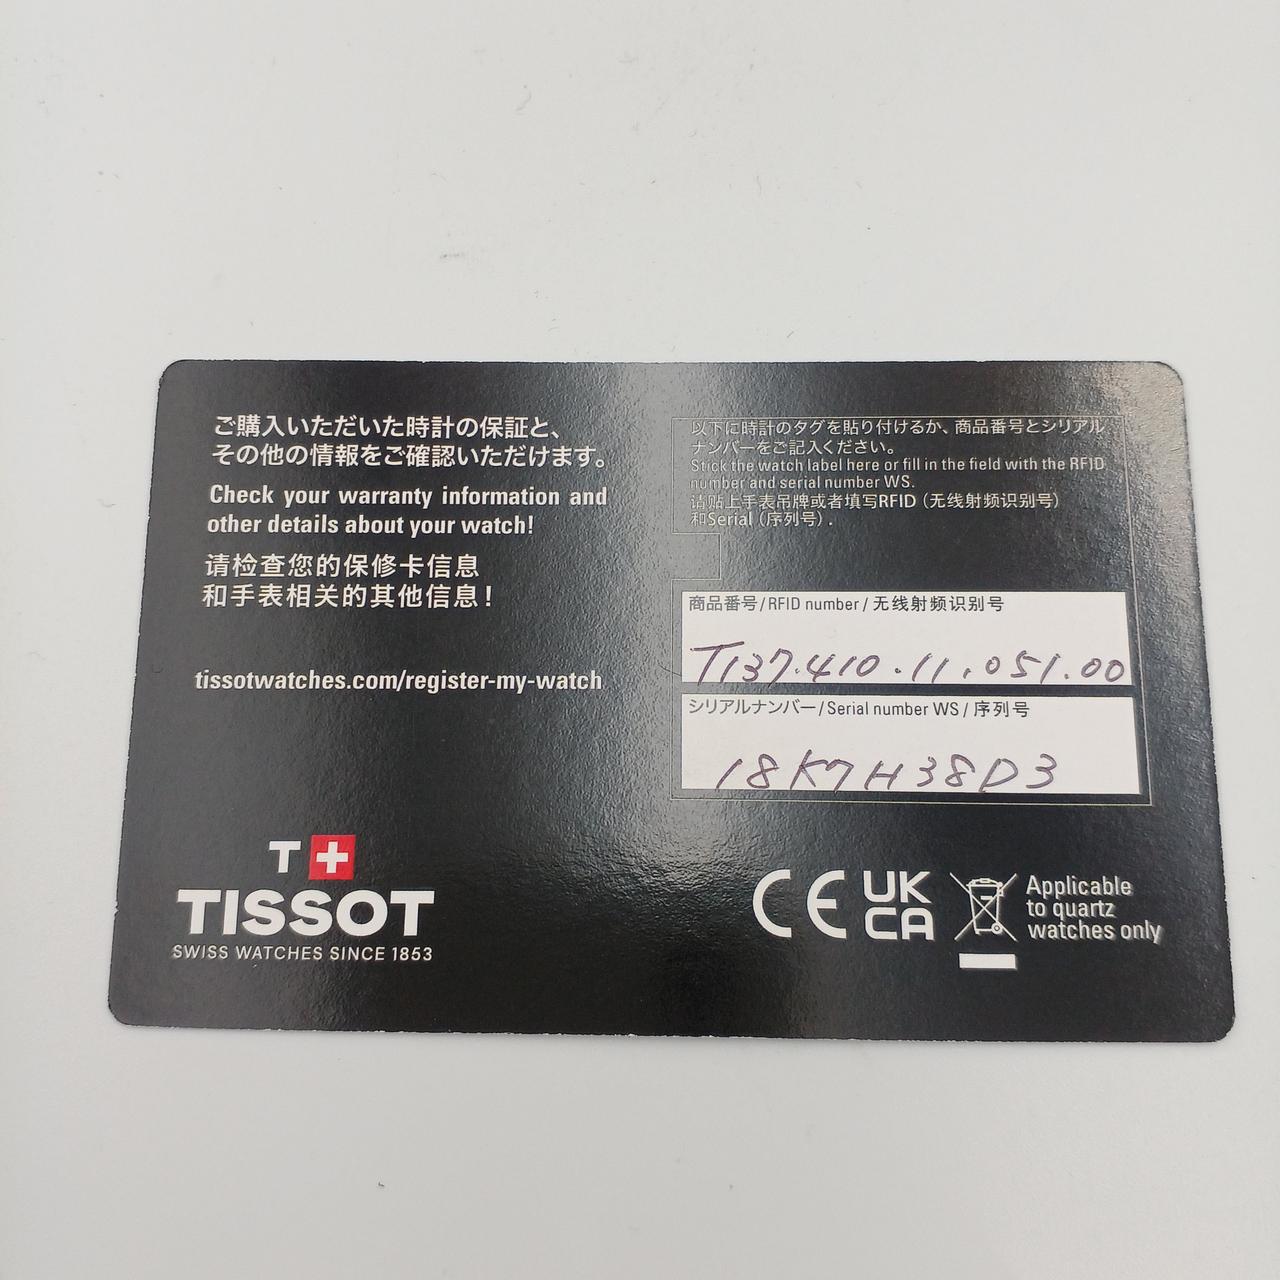 ご購入いただいた時計の保証と、
その他の情報をご確認いただけます。
Check your warranty information and
other details about your watch!
请检查您的保修卡信息
和手表相关的其他信息!
tissotwatches.com/register-my-watch
T+
TISSOT
SWISS WATCHES SINCE 1853
以下に時計のタグを貼り付けるか、商品番号とシリアル
ナンバーをご記入ください。
Stick the watch label here or fill in the field with the RFID
number and serial number WS.
请贴上手表吊牌或者填写RFID（无线射频识别号）
和Serial（序列号）.
商品番号/RFID number/无线射频识别号
T137.410.11.051.00
シリアルナンバー/Serial number WS/序列号
18K7H38D3
CE UK
CA
Applicable
to quartz
watches only